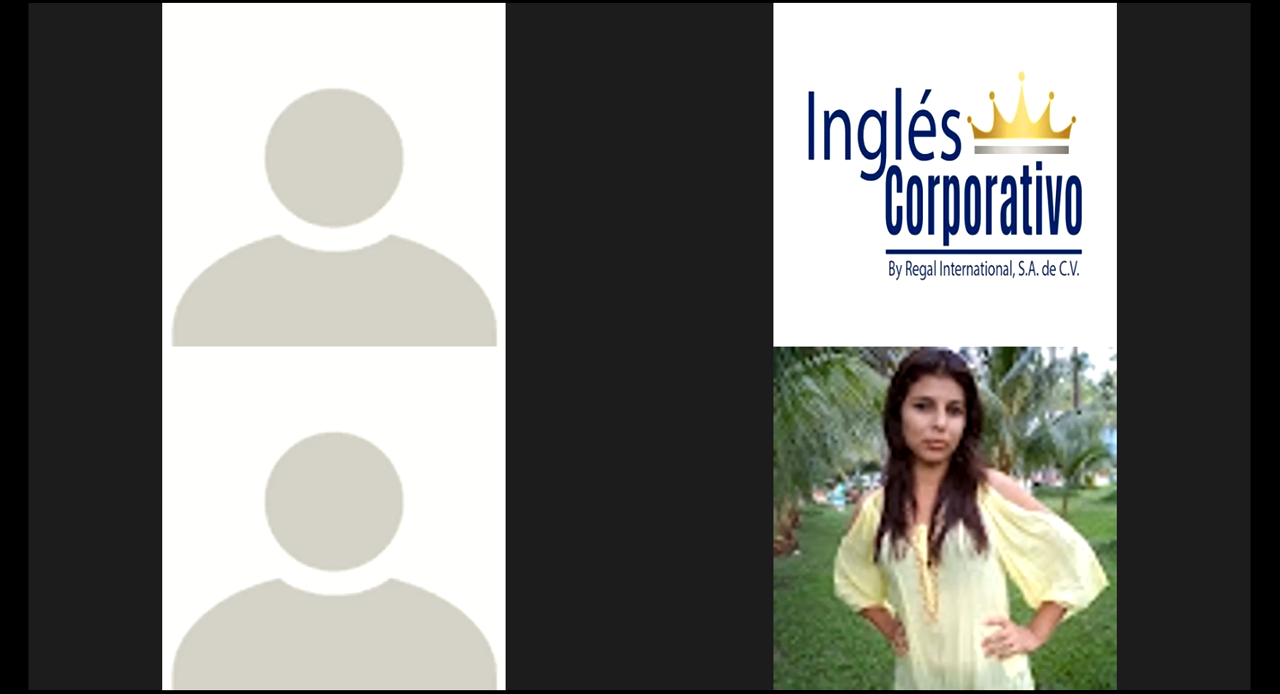 Inglés
Corporativo
By Regal International, S.A. de C.V.